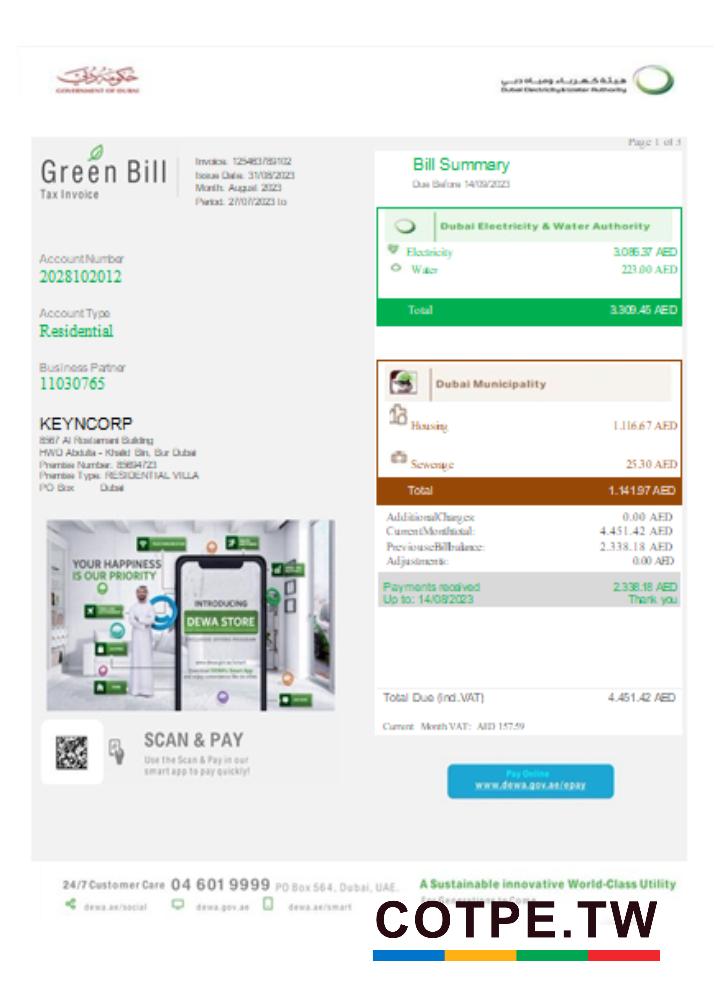 حكومة دبي
GOVERNMENT OF DUBAI
هيئة كهرباء ومياه دبي
Dubai Electricity & Water Authority
Page 1 of 3
Green Bill
Tax Invoice
Invoice: 125463789102
Issue Date: 31/08/2023
Month: August 2023
Period: 27/07/2023 to
Bill Summary
Due Before 14/09/2023
Account Number
2028102012
Account Type
Residential
Business Partner
11030765
KEYNCORP
8567 Al Rostamani Building
HWO Abdulla - Khalid Bin, Bur Dubai
Premise Number: 85694723
Premise Type: RESIDENTIAL VILLA
PO Box Dubai
Dubai Electricity & Water Authority
Electricity 3.086.37 AED
Water 223.00 AED
Total 3.309.45 AED
Dubai Municipality
Housing 1.116.67 AED
Sewerage 25.30 AED
Total 1.141.97 AED
AdditionalCharges: 0.00 AED
CurrentMonthtotal: 4.451.42 AED
PreviouseBillbalance: 2.338.18 AED
Adjustments: 0.00 AED
Payments received 2.338.18 AED
Up to: 14/08/2023 Thank you
Total Due (incl.VAT) 4.451.42 AED
Current Month VAT: AED 157.59
YOUR HAPPINESS
IS OUR PRIORITY
INTRODUCING
DEWA STORE
SCAN & PAY
Use the Scan & Pay in our
smart app to pay quickly!
Pay Online
www.dewa.gov.ae/epay
24/7 Customer Care 04 601 9999 PO Box 564, Dubai, UAE.
A Sustainable innovative World-Class Utility
For Generations to Come
dewa.ae/social dewa.gov.ae dewa.ae/smart
COTPE.TW